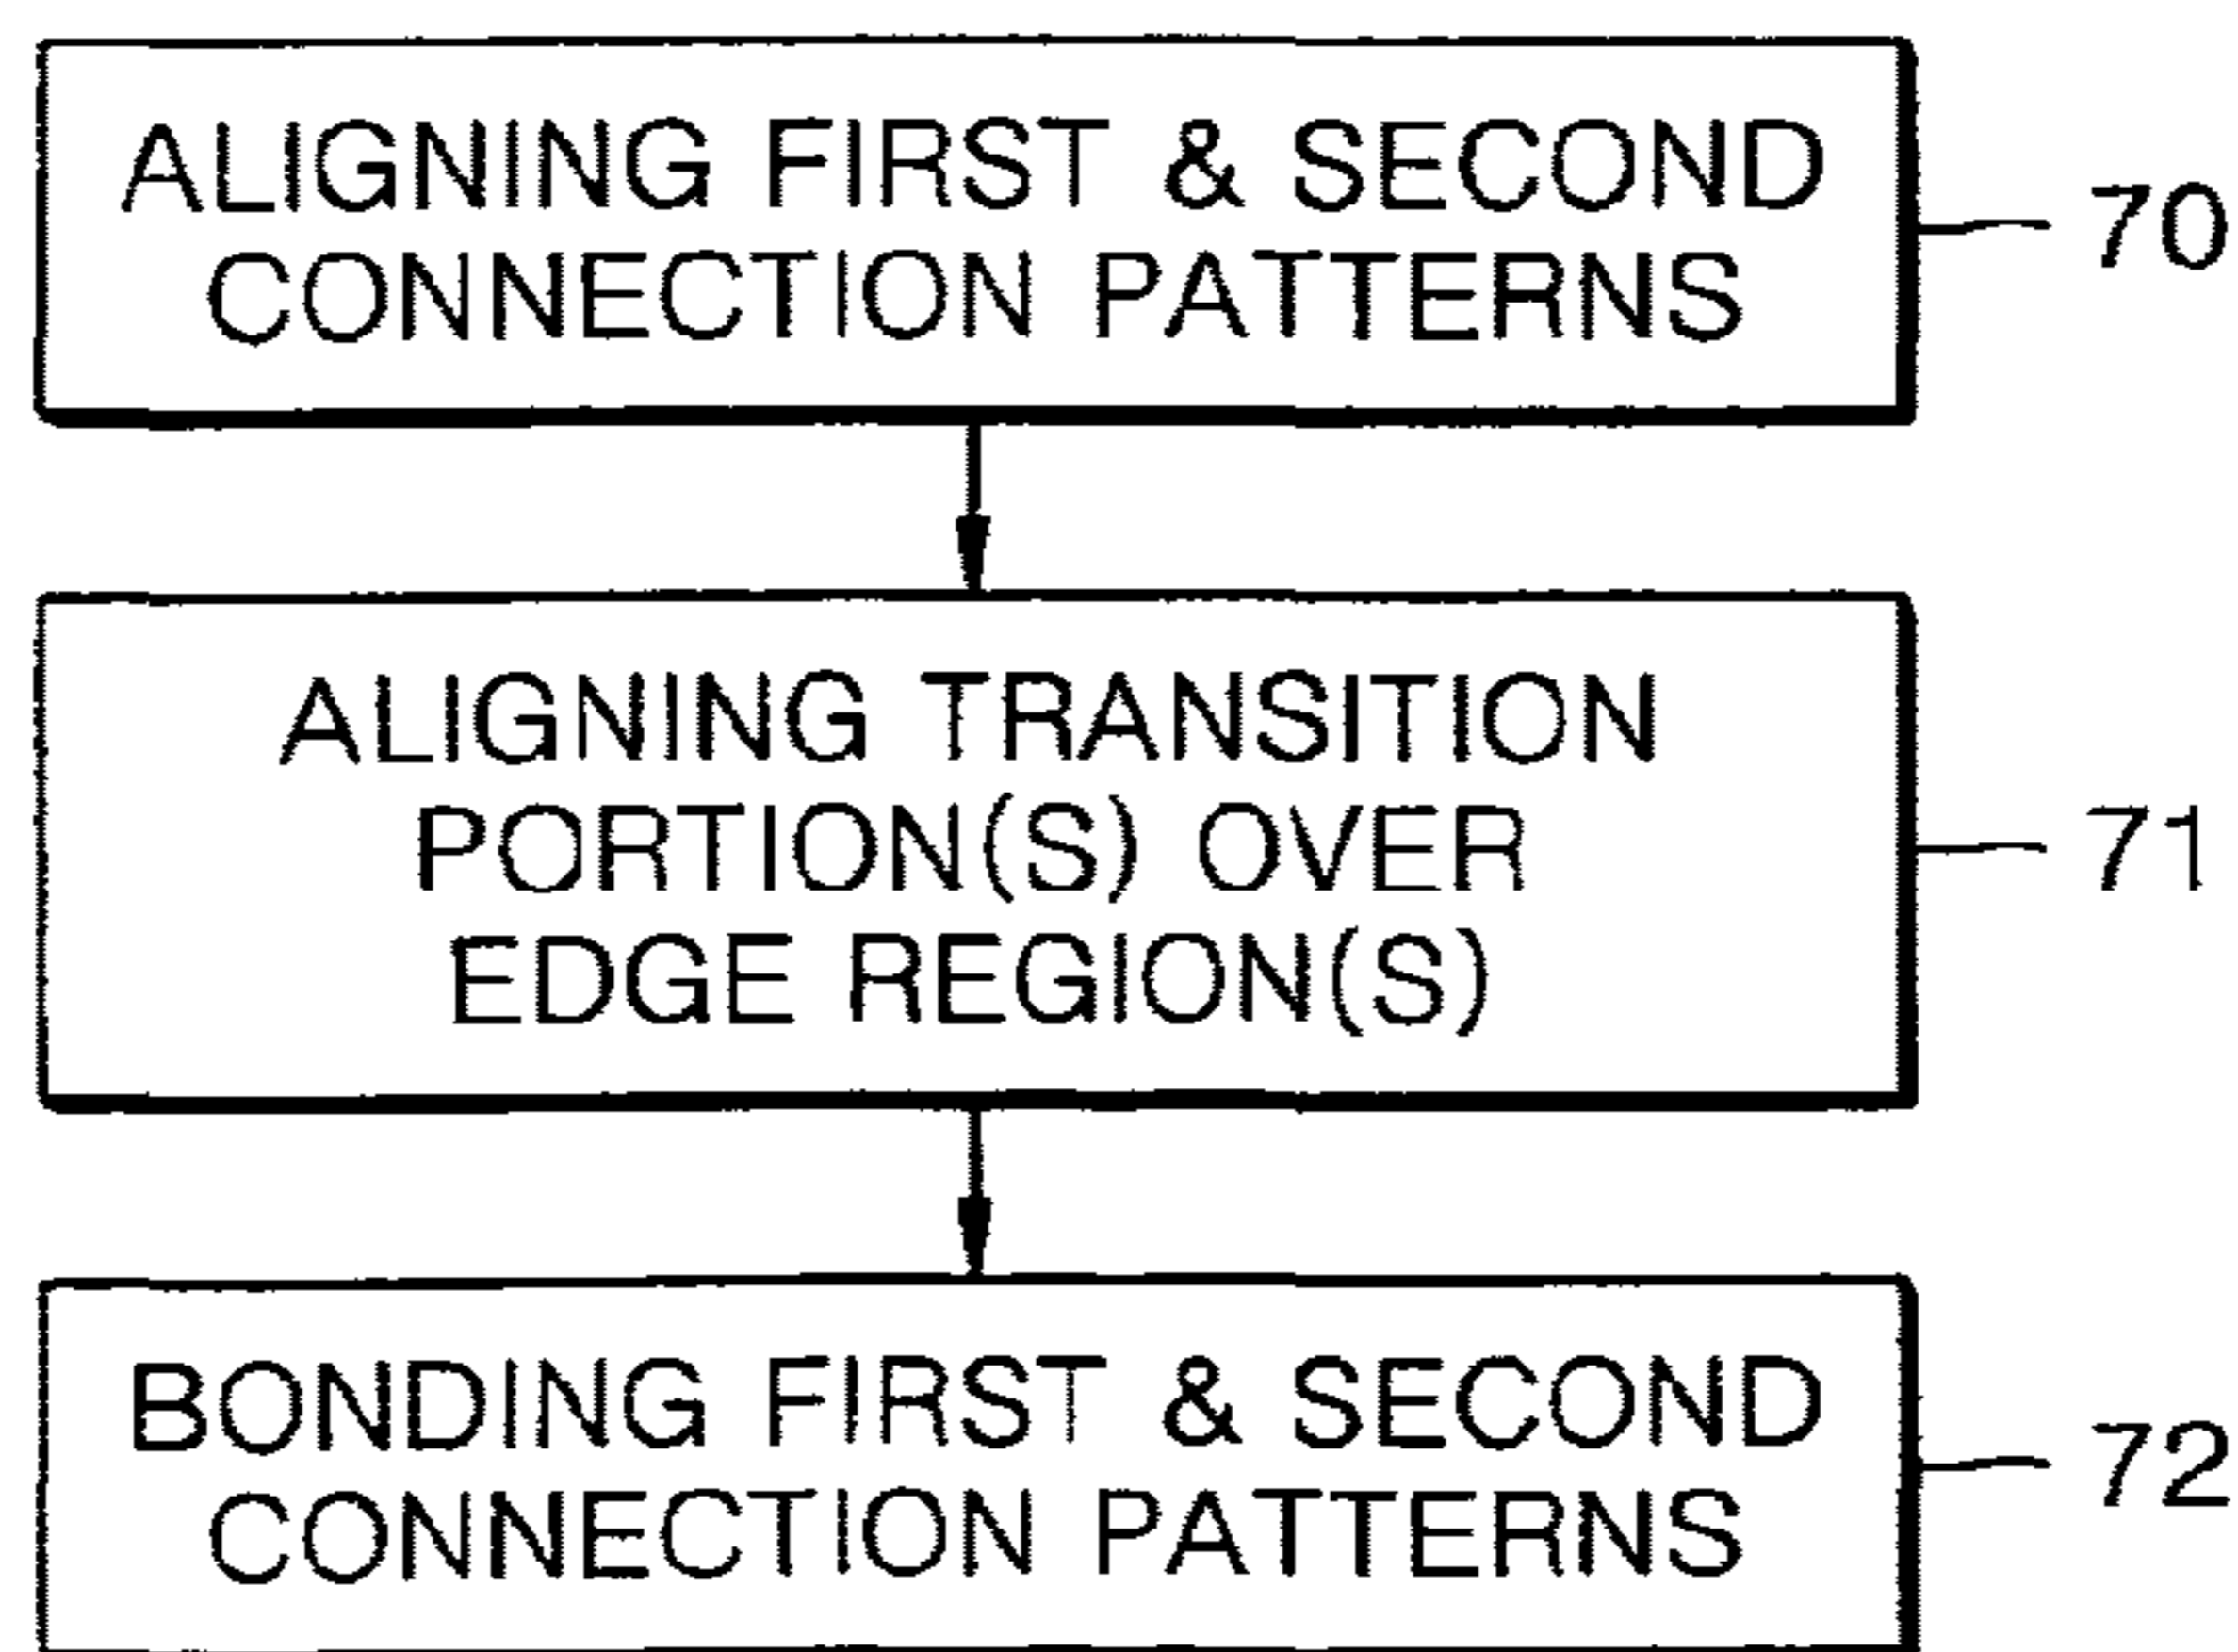 ALIGNING FIRST & SECOND
CONNECTION PATTERNS
70
ALIGNING TRANSITION
PORTION(S) OVER
EDGE REGION(S)
71
BONDING FIRST & SECOND
CONNECTION PATTERNS
72